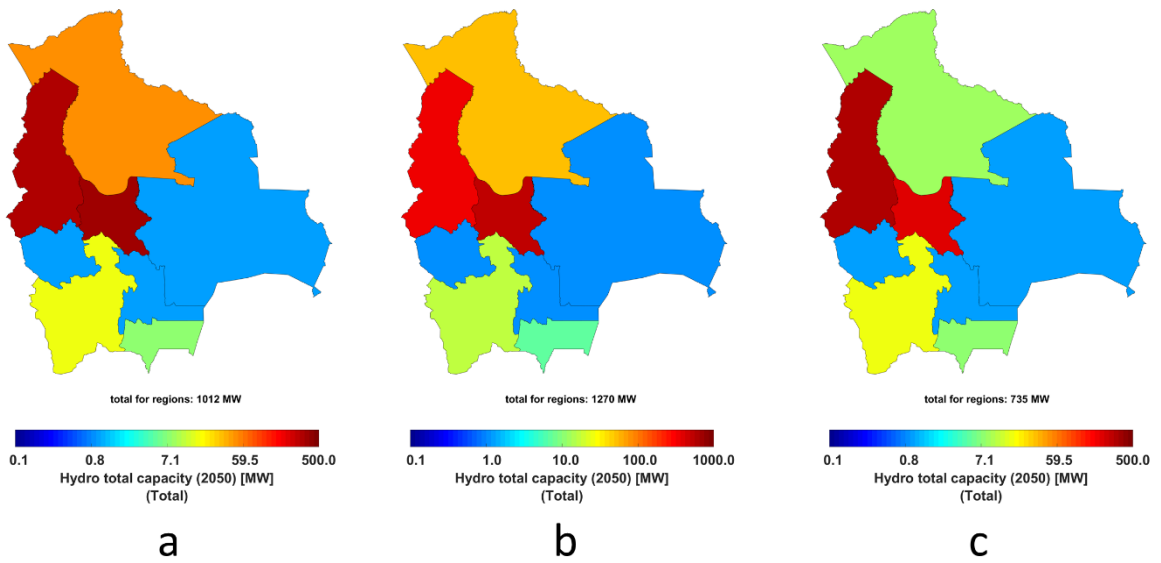 total for regions: 1012 MW
0.1 0.8 7.1 59.5 500.0
Hydro total capacity (2050) [MW]
(Total)
a
total for regions: 1270 MW
0.1 1.0 10.0 100.0 1000.0
Hydro total capacity (2050) [MW]
(Total)
b
total for regions: 735 MW
0.1 0.8 7.1 59.5 500.0
Hydro total capacity (2050) [MW]
(Total)
c